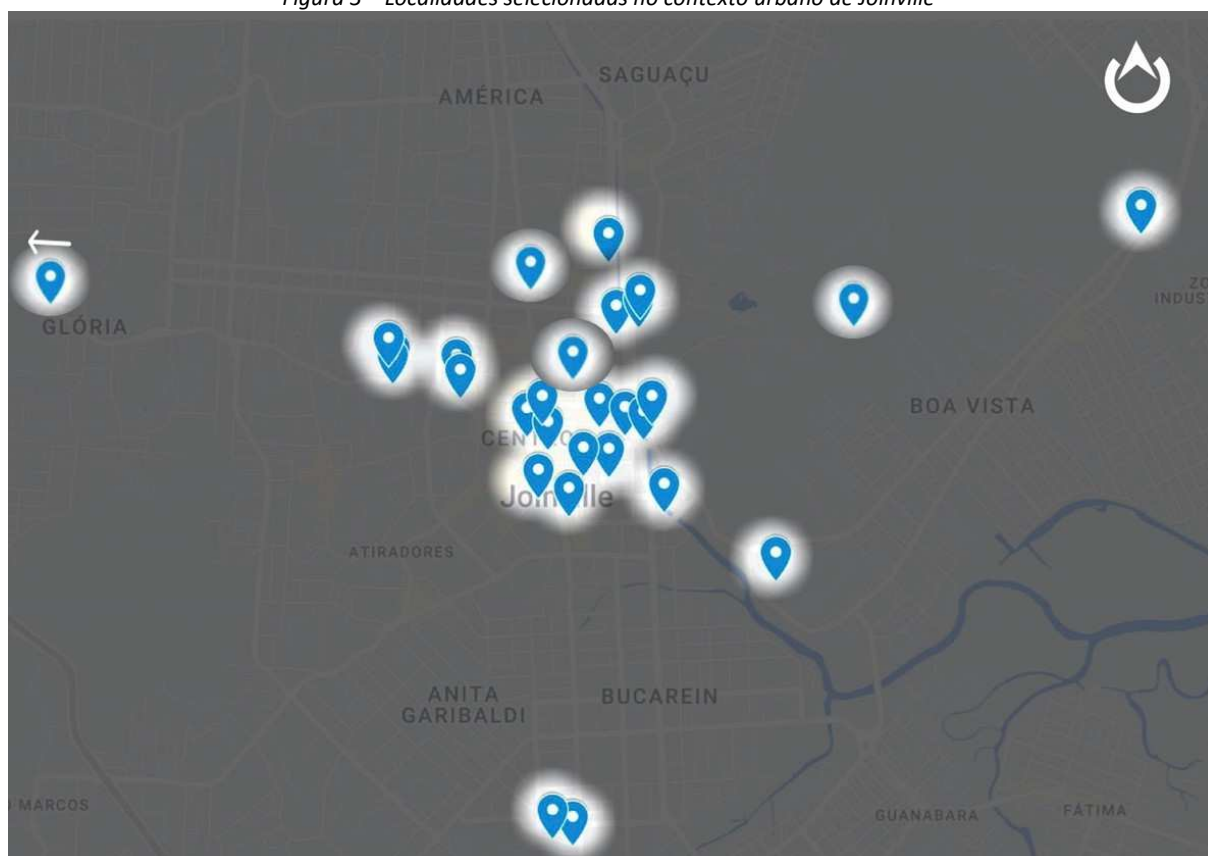 Figura 3 – Localidades selecionadas no contexto urbano de Joinville
SAGUAÇU
AMÉRICA
GLÓRIA
BOA VISTA
CENTRO
Joinville
ATIRADORES
ANITA
GARIBALDI
BUCAREIN
MARCOS
GUANABARA
FÁTIMA